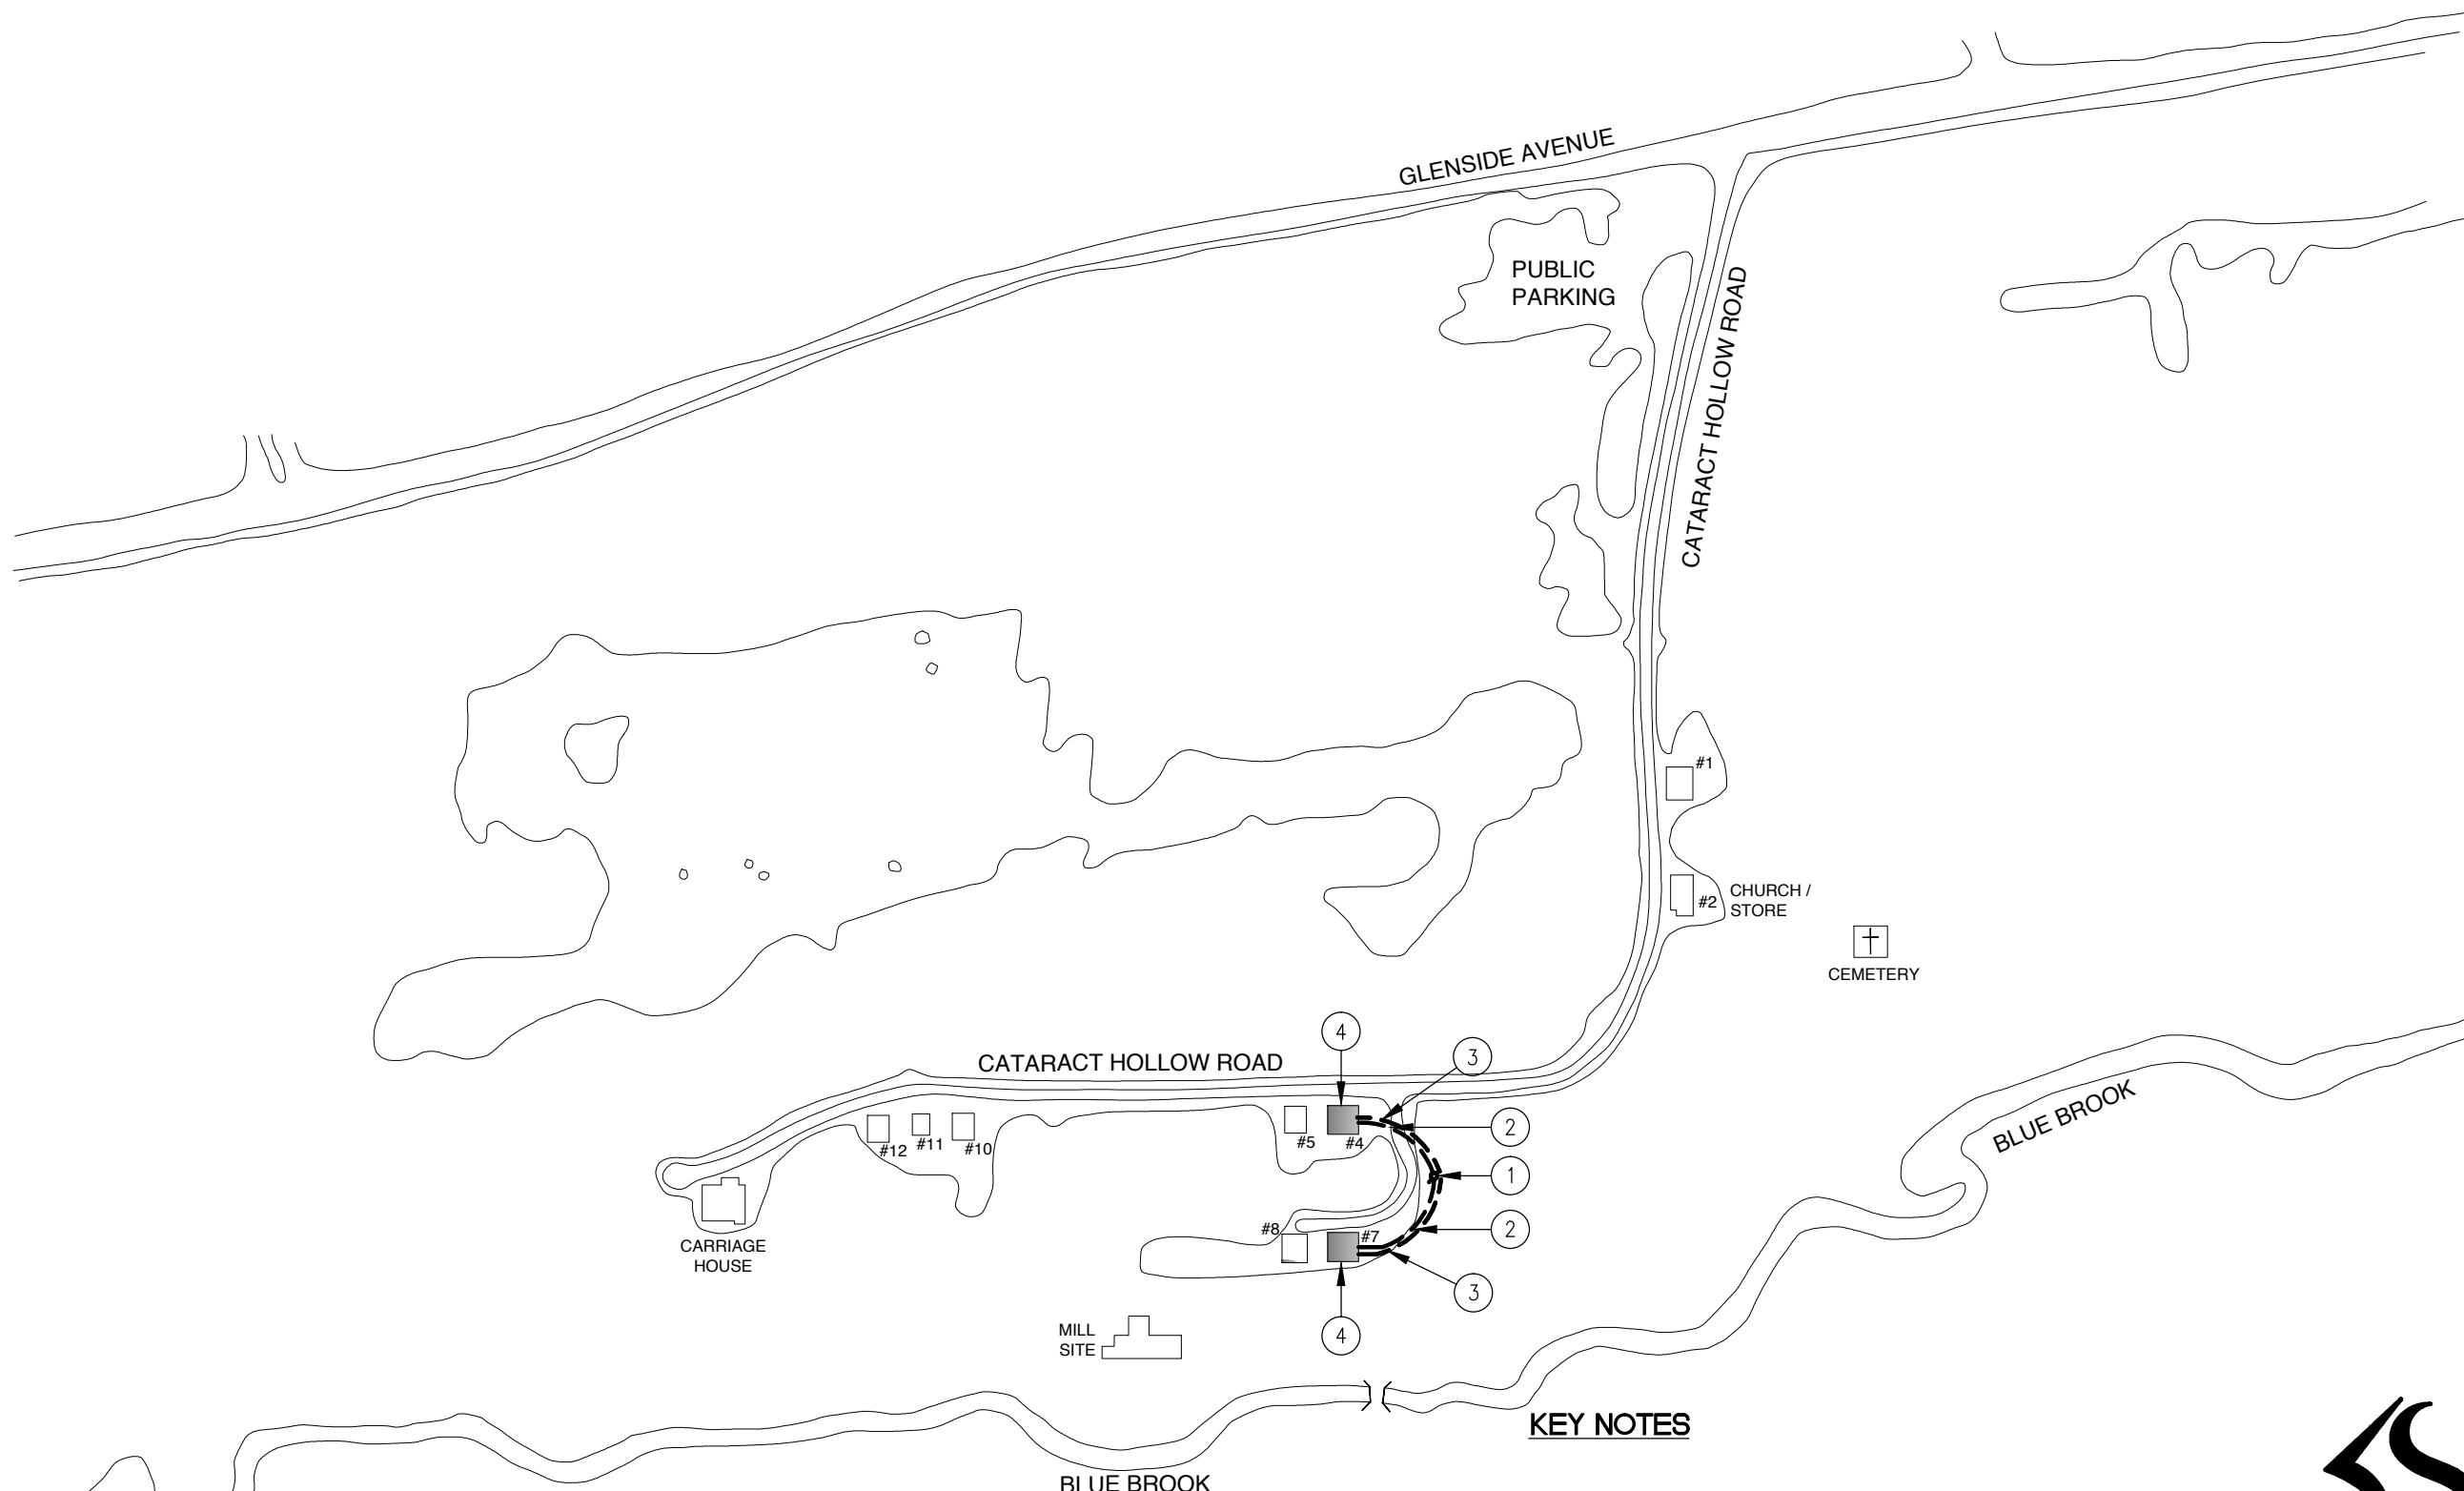 GLENSIDE AVENUE
PUBLIC
PARKING
CATARACT HOLLOW ROAD
#1
#2
CHURCH /
STORE
CEMETERY
4
3
CATARACT HOLLOW ROAD
2
#12
#11
#10
#5
#4
1
BLUE BROOK
#8
#7
2
CARRIAGE
HOUSE
3
MILL
SITE
4
KEY NOTES
BLUE BROOK